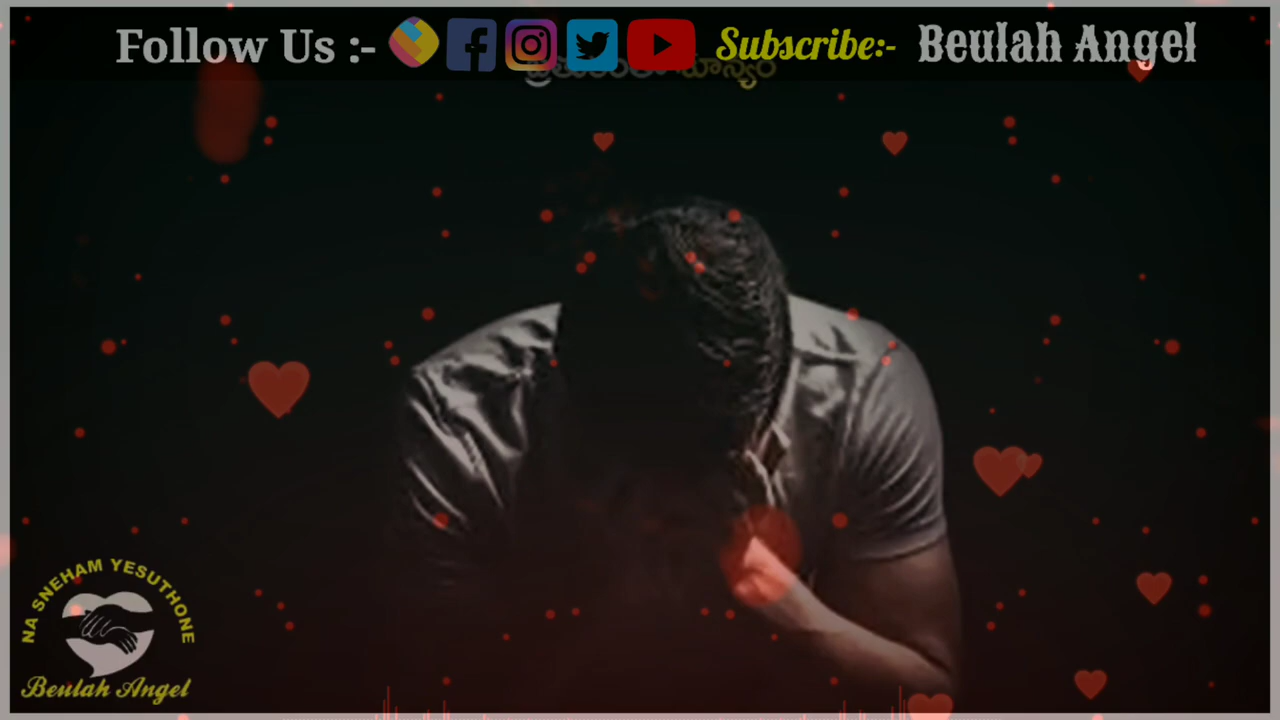 Follow Us :- Subscribe:- Beulah Angel
NA SNEHAM YESUTHONE
Beulah Angel